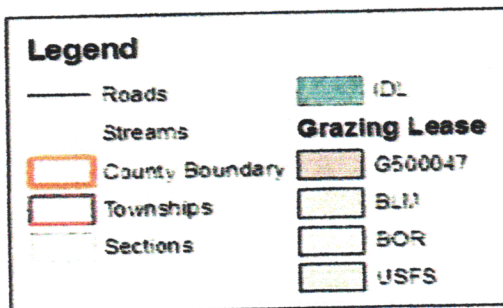 Legend
Roads
Streams
County Boundary
Townships
Sections
IDL
Grazing Lease
G500047
BLM
BOR
USFS